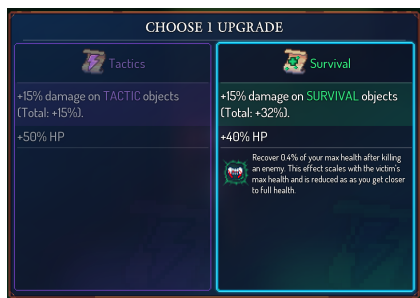 CHOOSE 1 UPGRADE
Tactics
+15% damage on TACTIC objects
(Total: +15%).
+50% HP
Survival
+15% damage on SURVIVAL objects
(Total: +32%).
+40% HP
Recover 0.4% of your max health after killing
an enemy. This effect scales with the victim's
max health and is reduced as as you get closer
to full health.